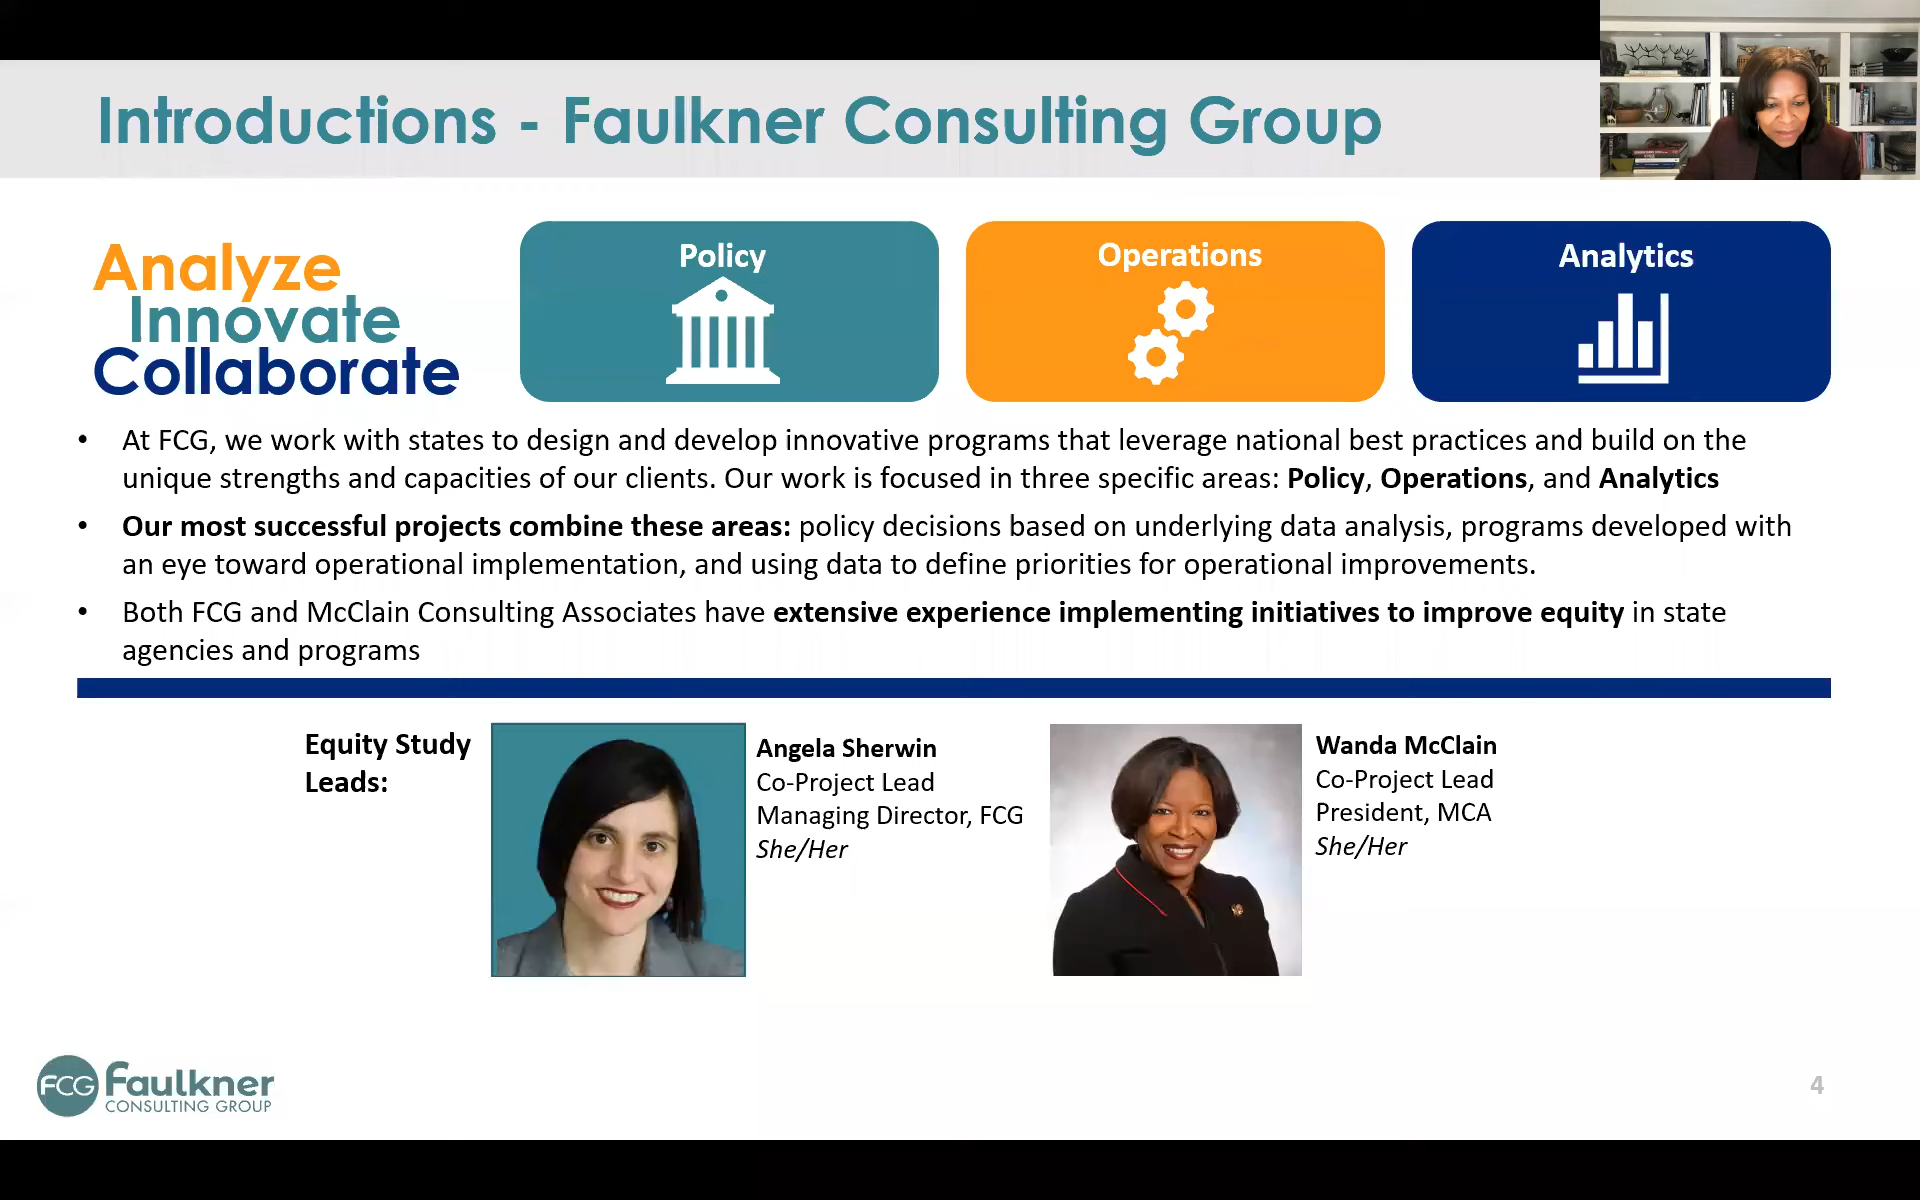 Introductions - Faulkner Consulting Group
Analyze
Innovate
Collaborate
Policy
Operations
Analytics
• At FCG, we work with states to design and develop innovative programs that leverage national best practices and build on the
unique strengths and capacities of our clients. Our work is focused in three specific areas: Policy, Operations, and Analytics
• Our most successful projects combine these areas: policy decisions based on underlying data analysis, programs developed with
an eye toward operational implementation, and using data to define priorities for operational improvements.
• Both FCG and McClain Consulting Associates have extensive experience implementing initiatives to improve equity in state
agencies and programs
Equity Study
Leads:
Angela Sherwin
Co-Project Lead
Managing Director, FCG
She/Her
Wanda McClain
Co-Project Lead
President, MCA
She/Her
FCG Faulkner
CONSULTING GROUP
4